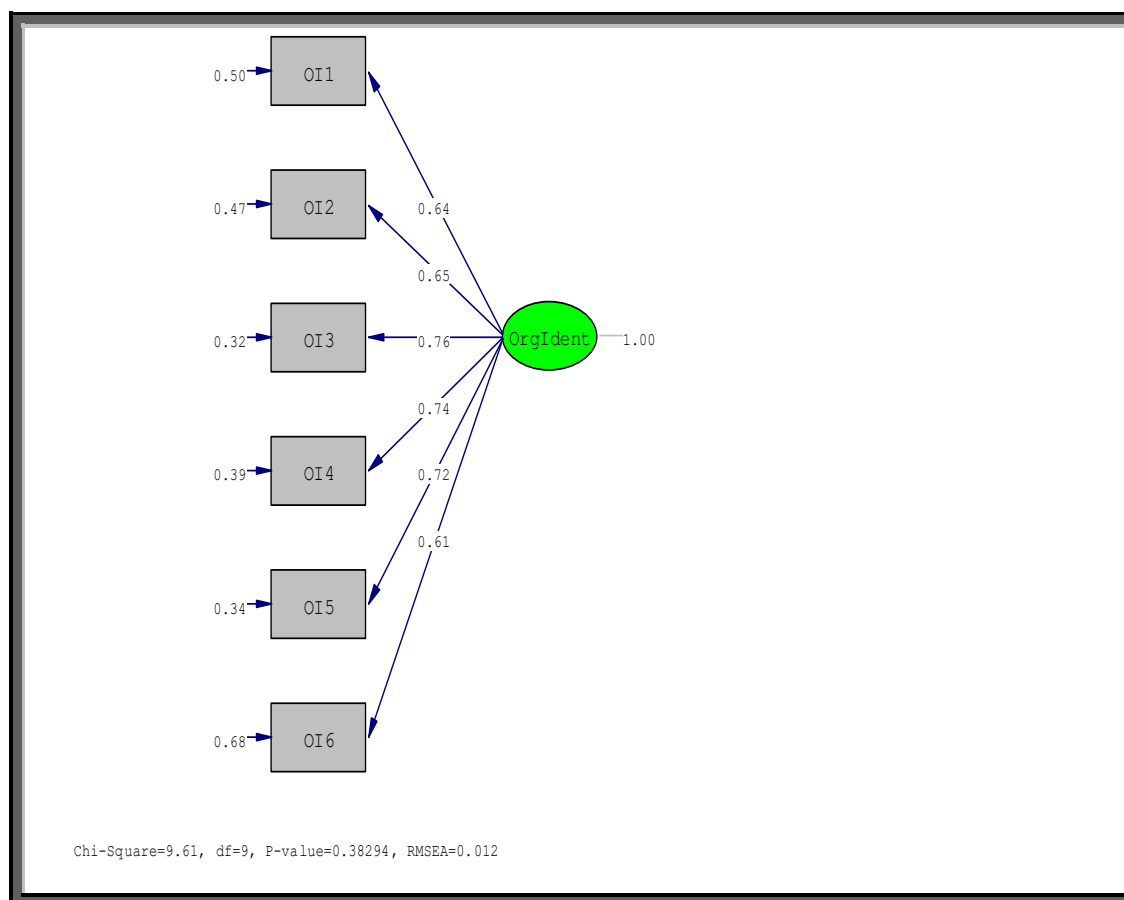 0.50 OI1
0.64
0.47 OI2
0.65
0.32 OI3 0.76 OrgIdent 1.00
0.74
0.39 OI4 0.72
0.61
0.34 OI5
0.68 OI6
Chi-Square=9.61, df=9, P-value=0.38294, RMSEA=0.012